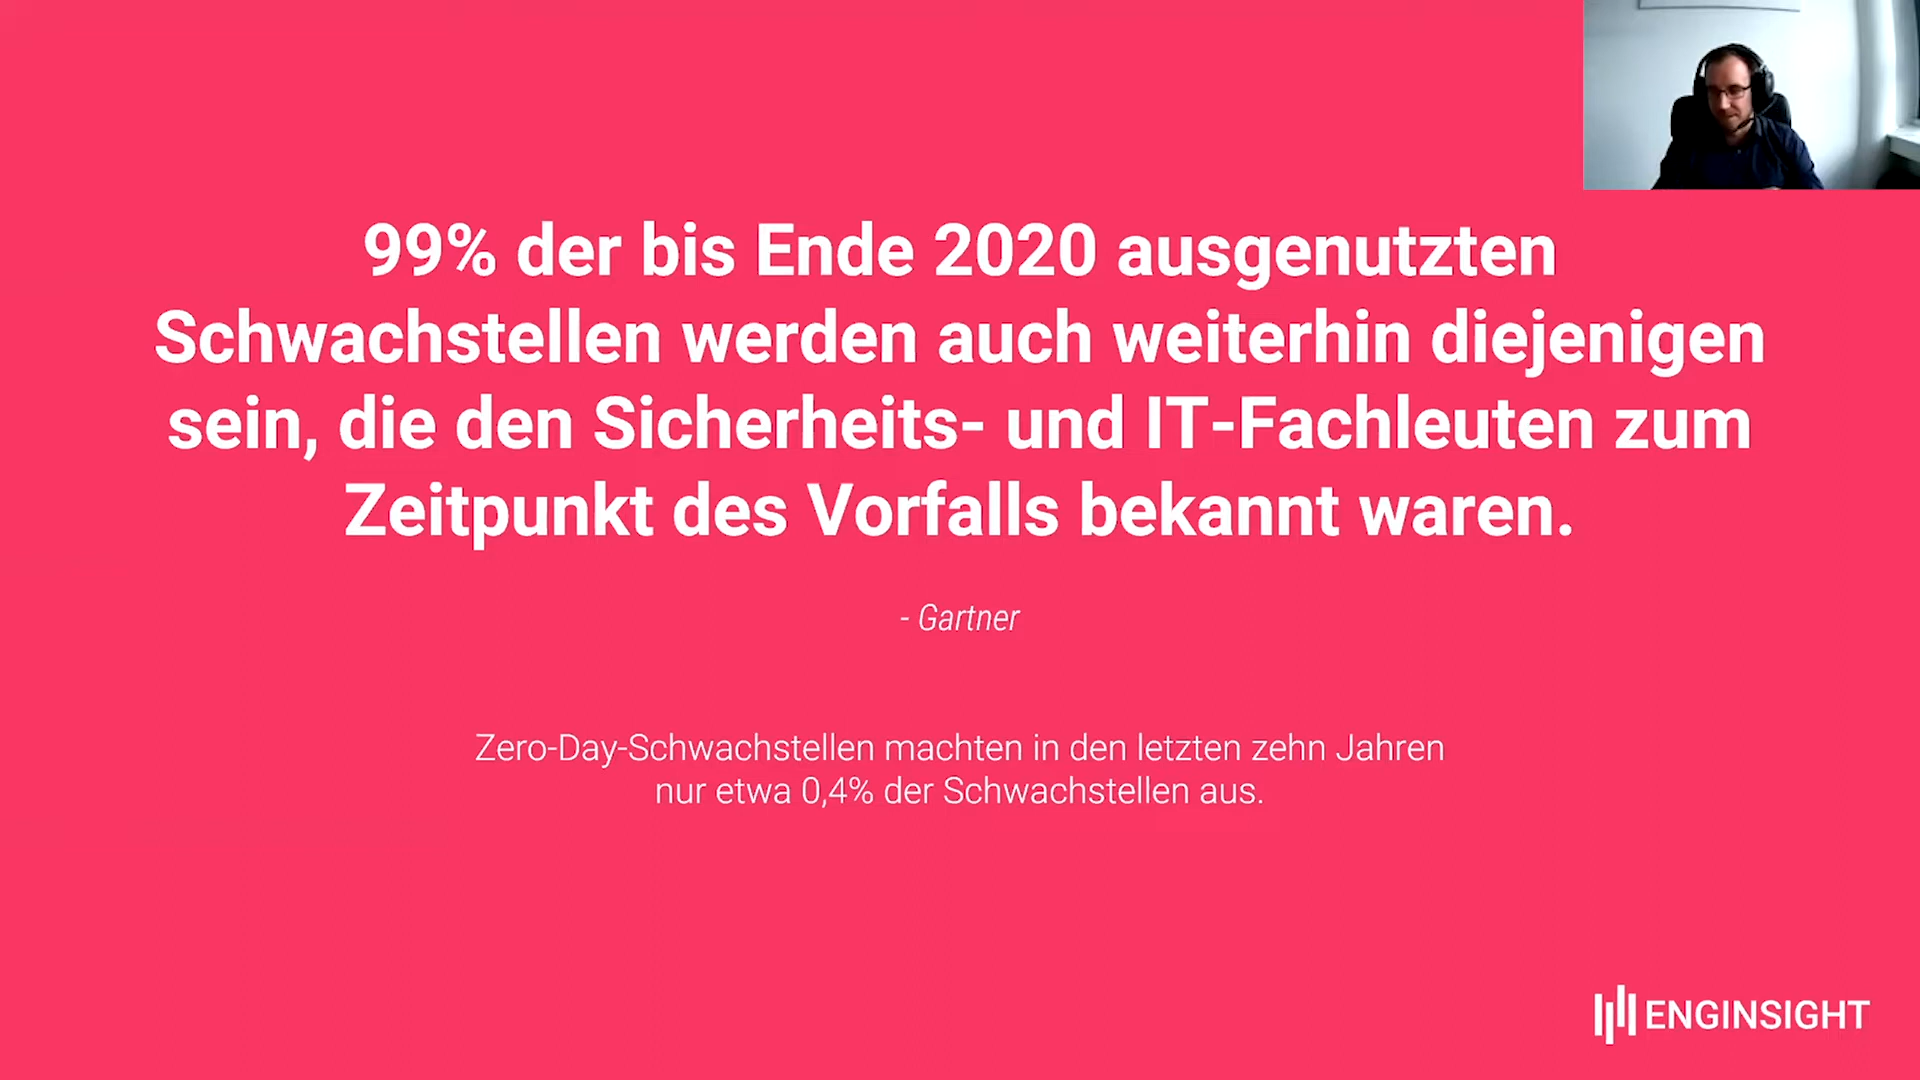 99% der bis Ende 2020 ausgenutzten
Schwachstellen werden auch weiterhin diejenigen
sein, die den Sicherheits- und IT-Fachleuten zum
Zeitpunkt des Vorfalls bekannt waren.
- Gartner
Zero-Day-Schwachstellen machten in den letzten zehn Jahren
nur etwa 0,4% der Schwachstellen aus.
ENGINSIGHT